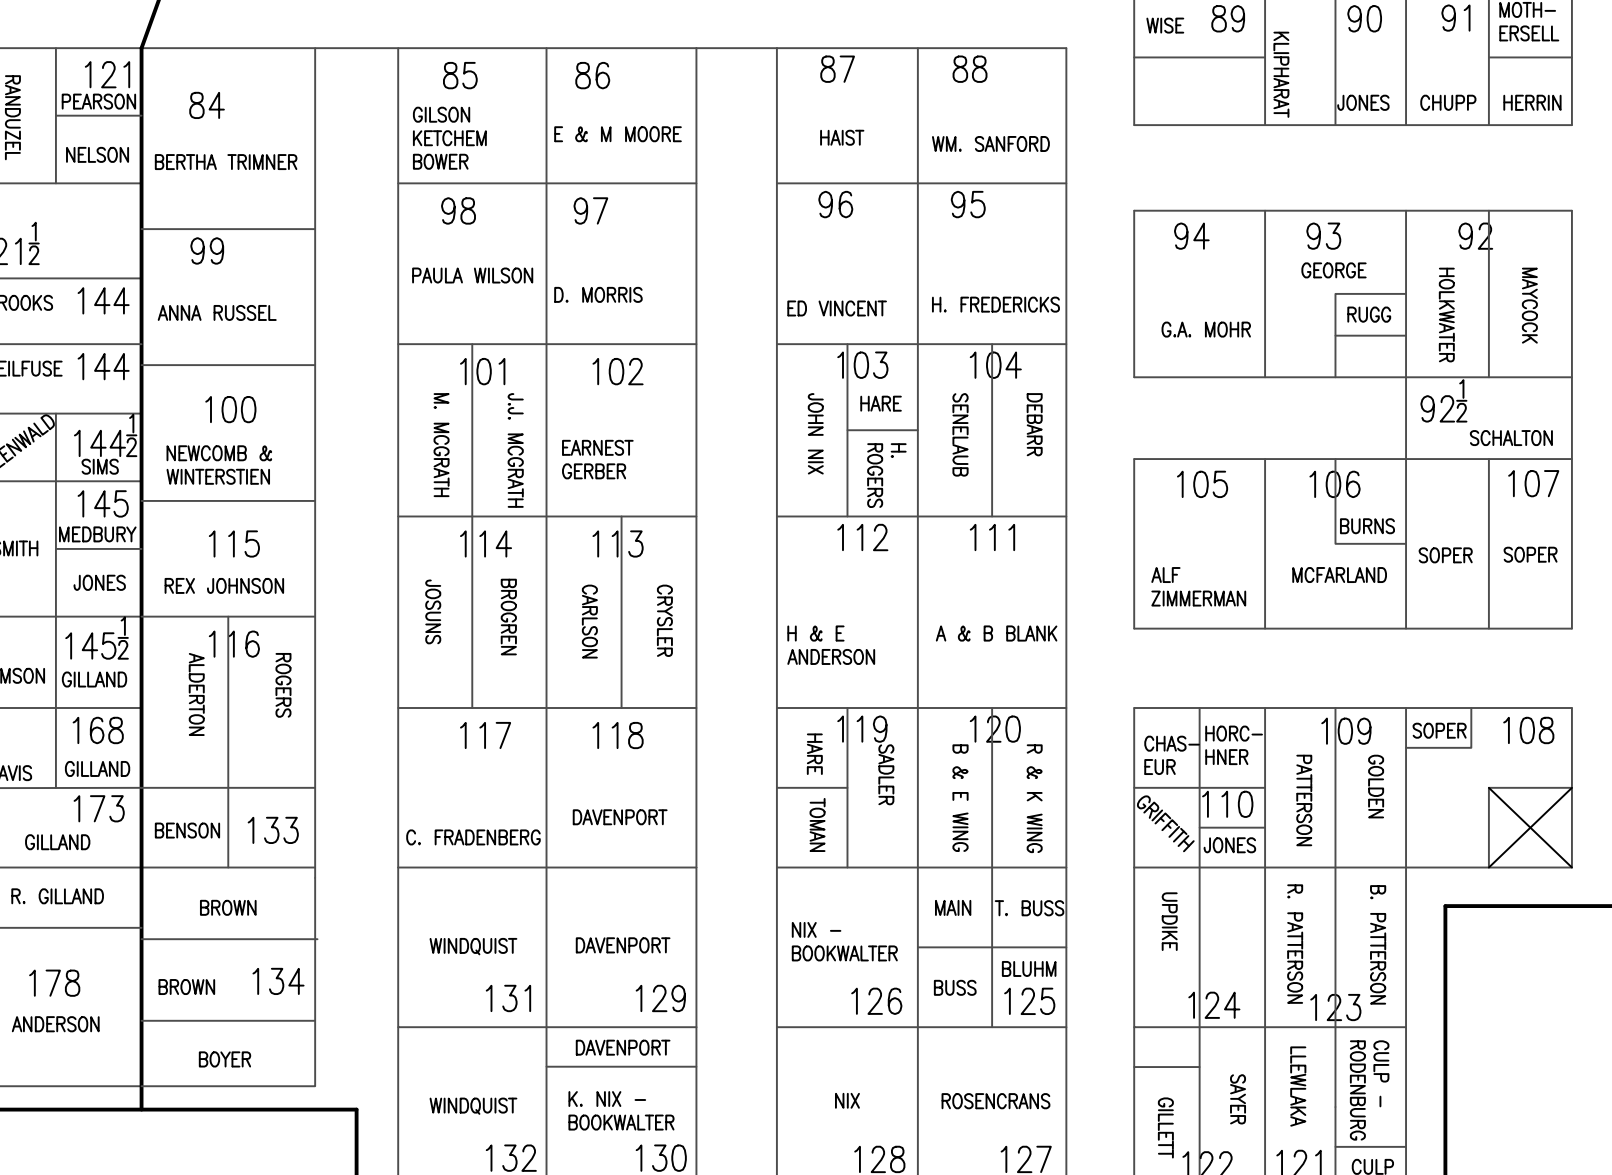 WISE 89
KLIPHARAT
90
JONES
91
CHUPP
MOTH-
ERSELL
HERRIN
RANDUZEL
121
PEARSON
NELSON
84
BERTHA TRIMNER
85
GILSON
KETCHEM
BOWER
86
E & M MOORE
87
HAIST
88
WM. SANFORD
21½
99
ANNA RUSSEL
98
PAULA WILSON
97
D. MORRIS
96
ED VINCENT
95
H. FREDERICKS
94
G.A. MOHR
93
GEORGE
RUGG
92
HOLKWATER
MAYCOCK
ROOKS 144
EILFUSE 144
ENWALD
144½
SIMS
100
NEWCOMB &
WINTERSTIEN
101
M. MCGRATH
J.J. MCGRATH
102
EARNEST
GERBER
103
JOHN NIX
HARE
H.
ROGERS
104
SENELAUB
DEBARR
92½
SCHALTON
105
ALF
ZIMMERMAN
106
BURNS
MCFARLAND
SOPER
107
SOPER
SMITH
145
MEDBURY
JONES
115
REX JOHNSON
114
JOSUNS
BROGREN
113
CARLSON
CRYSLER
112
H & E
ANDERSON
111
A & B BLANK
MSON
145½
GILLAND
116
ALDERTON
ROGERS
AVIS
168
GILLAND
117
C. FRADENBERG
118
DAVENPORT
119
HARE
SADLER
TOMAN
120
B & E WING
R & K WING
CHAS-
EUR
HORC-
HNER
GRIFFITH
110
JONES
109
PATTERSON
GOLDEN
SOPER
108
173
GILLAND
BENSON 133
R. GILLAND
BROWN
178
ANDERSON
BROWN 134
BOYER
WINDQUIST
131
DAVENPORT
129
NIX -
BOOKWALTER
126
MAIN
T. BUSS
BUSS
BLUHM
125
UPDIKE
124
R. PATTERSON
B. PATTERSON
123
WINDQUIST
132
DAVENPORT
K. NIX -
BOOKWALTER
130
NIX
128
ROSENCRANS
127
GILLETT
SAYER
122
LLEWLAKA
121
CULP -
RODENBURG
CULP